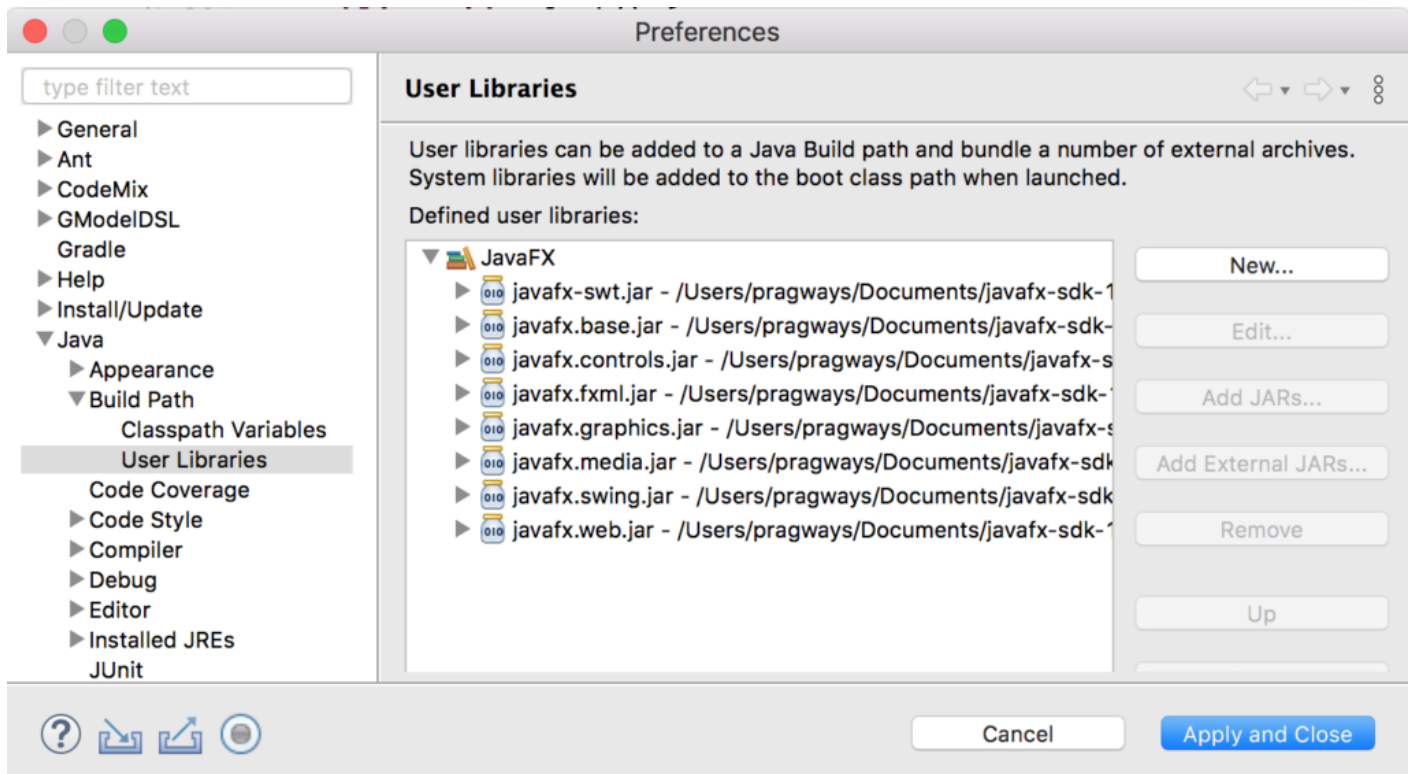 Preferences
type filter text
General
Ant
CodeMix
GModelDSL
Gradle
Help
Install/Update
Java
Appearance
Build Path
Classpath Variables
User Libraries
Code Coverage
Code Style
Compiler
Debug
Editor
Installed JREs
JUnit
User Libraries
User libraries can be added to a Java Build path and bundle a number of external archives.
System libraries will be added to the boot class path when launched.
Defined user libraries:
JavaFX
javafx-swt.jar - /Users/pragways/Documents/javafx-sdk-1
javafx.base.jar - /Users/pragways/Documents/javafx-sdk-
javafx.controls.jar - /Users/pragways/Documents/javafx-s
javafx.fxml.jar - /Users/pragways/Documents/javafx-sdk-1
javafx.graphics.jar - /Users/pragways/Documents/javafx-s
javafx.media.jar - /Users/pragways/Documents/javafx-sdk
javafx.swing.jar - /Users/pragways/Documents/javafx-sdk
javafx.web.jar - /Users/pragways/Documents/javafx-sdk-1
New...
Edit...
Add JARs...
Add External JARs...
Remove
Up
?
Cancel
Apply and Close